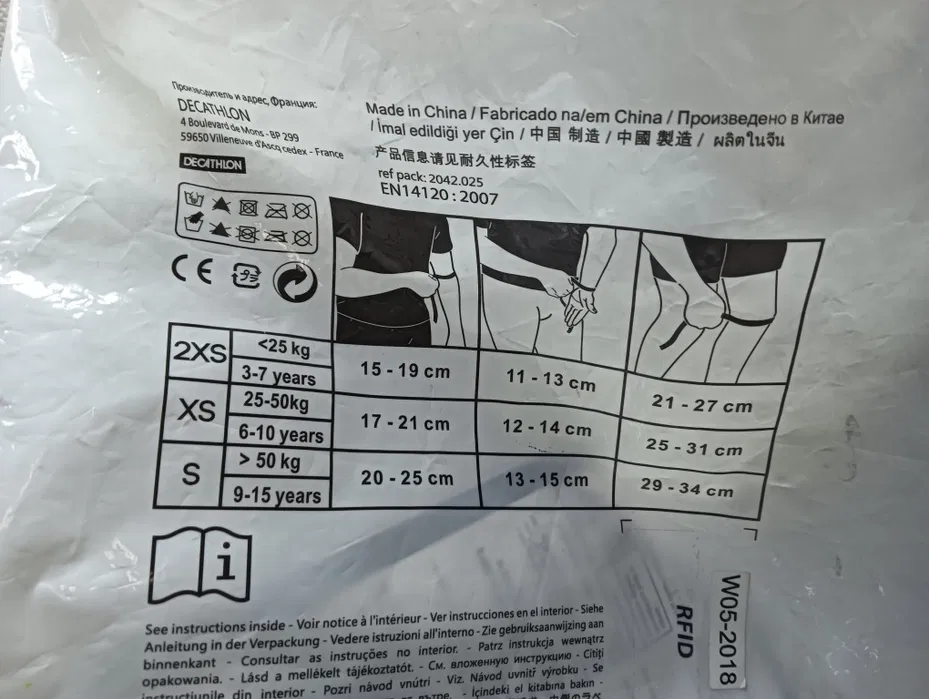 Производитель и адрес, Франция:
DECATHLON
4 Boulevard de Mons - BP 299
59650 Villeneuve d'Ascq cedex - France
DECATHLON
Made in China / Fabricado na/em China / Произведено в Китае
/ İmal edildiği yer Çin / 中国 制造 / 中國 製造 / ผลิตในจีน
产品信息请见耐久性标签
ref pack: 2042.025
EN14120 : 2007
CE
2XS
<25 kg
3-7 years
15 - 19 cm
11 - 13 cm
21 - 27 cm
XS
25-50kg
6-10 years
17 - 21 cm
12 - 14 cm
25 - 31 cm
S
> 50 kg
9-15 years
20 - 25 cm
13 - 15 cm
29 - 34 cm
i
RFID
W05-2018
See instructions inside - Voir notice à l'intérieur - Ver instrucciones en el interior - Siehe
Anleitung in der Verpackung - Vedere istruzioni all'interno - Zie gebruiksaanwijzing aan
binnenkant - Consultar as instruções no interior. - Patrz instrukcja wewnątrz
opakowania. - Lásd a mellékelt tájékoztatót. - См. вложенную инструкцию - Citiți
instrucțiunile din interior - Pozri návod vnútri - Viz. Návod uvnitř výrobku - Se
- İçindeki el kitabına bakın -